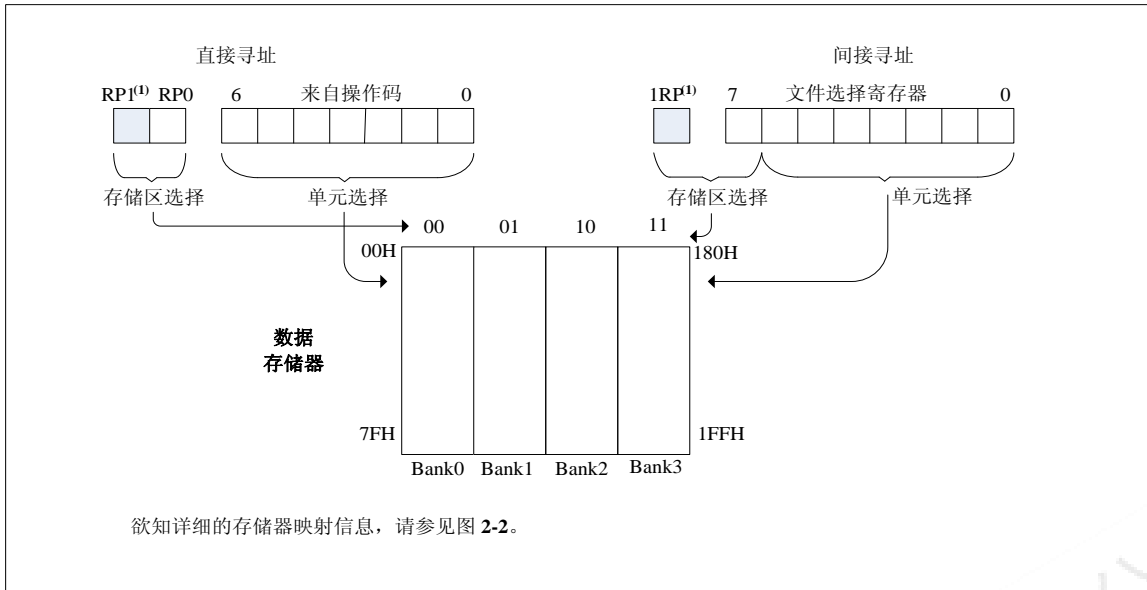 直接寻址
间接寻址
RP1(1) RP0 6 来自操作码 0
1RP(1) 7 文件选择寄存器 0
存储区选择 单元选择
存储区选择 单元选择
00 01 10 11
00H 180H
数据
存储器
7FH 1FFH
Bank0 Bank1 Bank2 Bank3
欲知详细的存储器映射信息，请参见图 2-2。